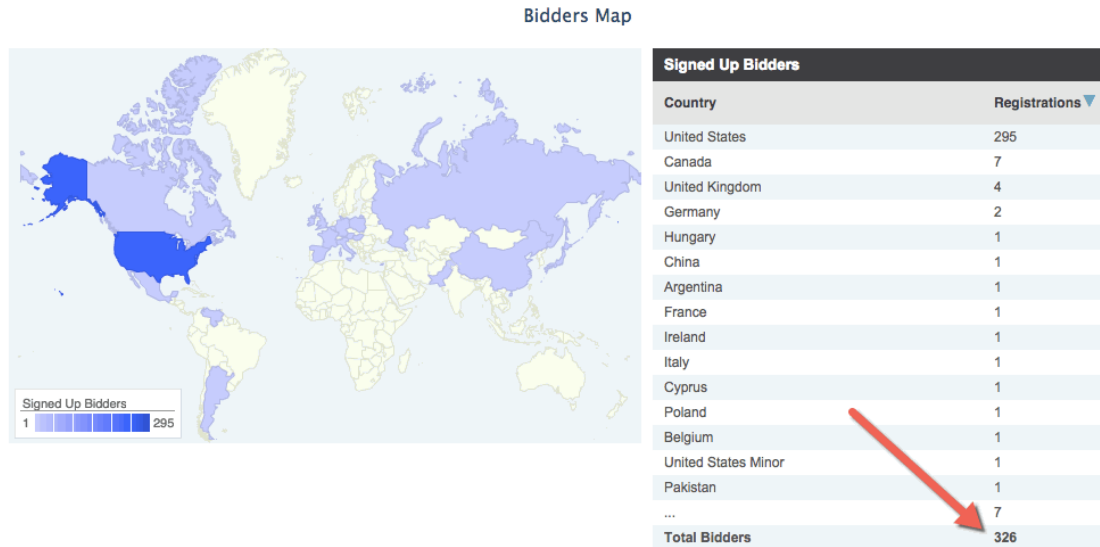 Bidders Map
Signed Up Bidders
1 295
Signed Up Bidders
Country Registrations
United States 295
Canada 7
United Kingdom 4
Germany 2
Hungary 1
China 1
Argentina 1
France 1
Ireland 1
Italy 1
Cyprus 1
Poland 1
Belgium 1
United States Minor 1
Pakistan 1
... 7
Total Bidders 326